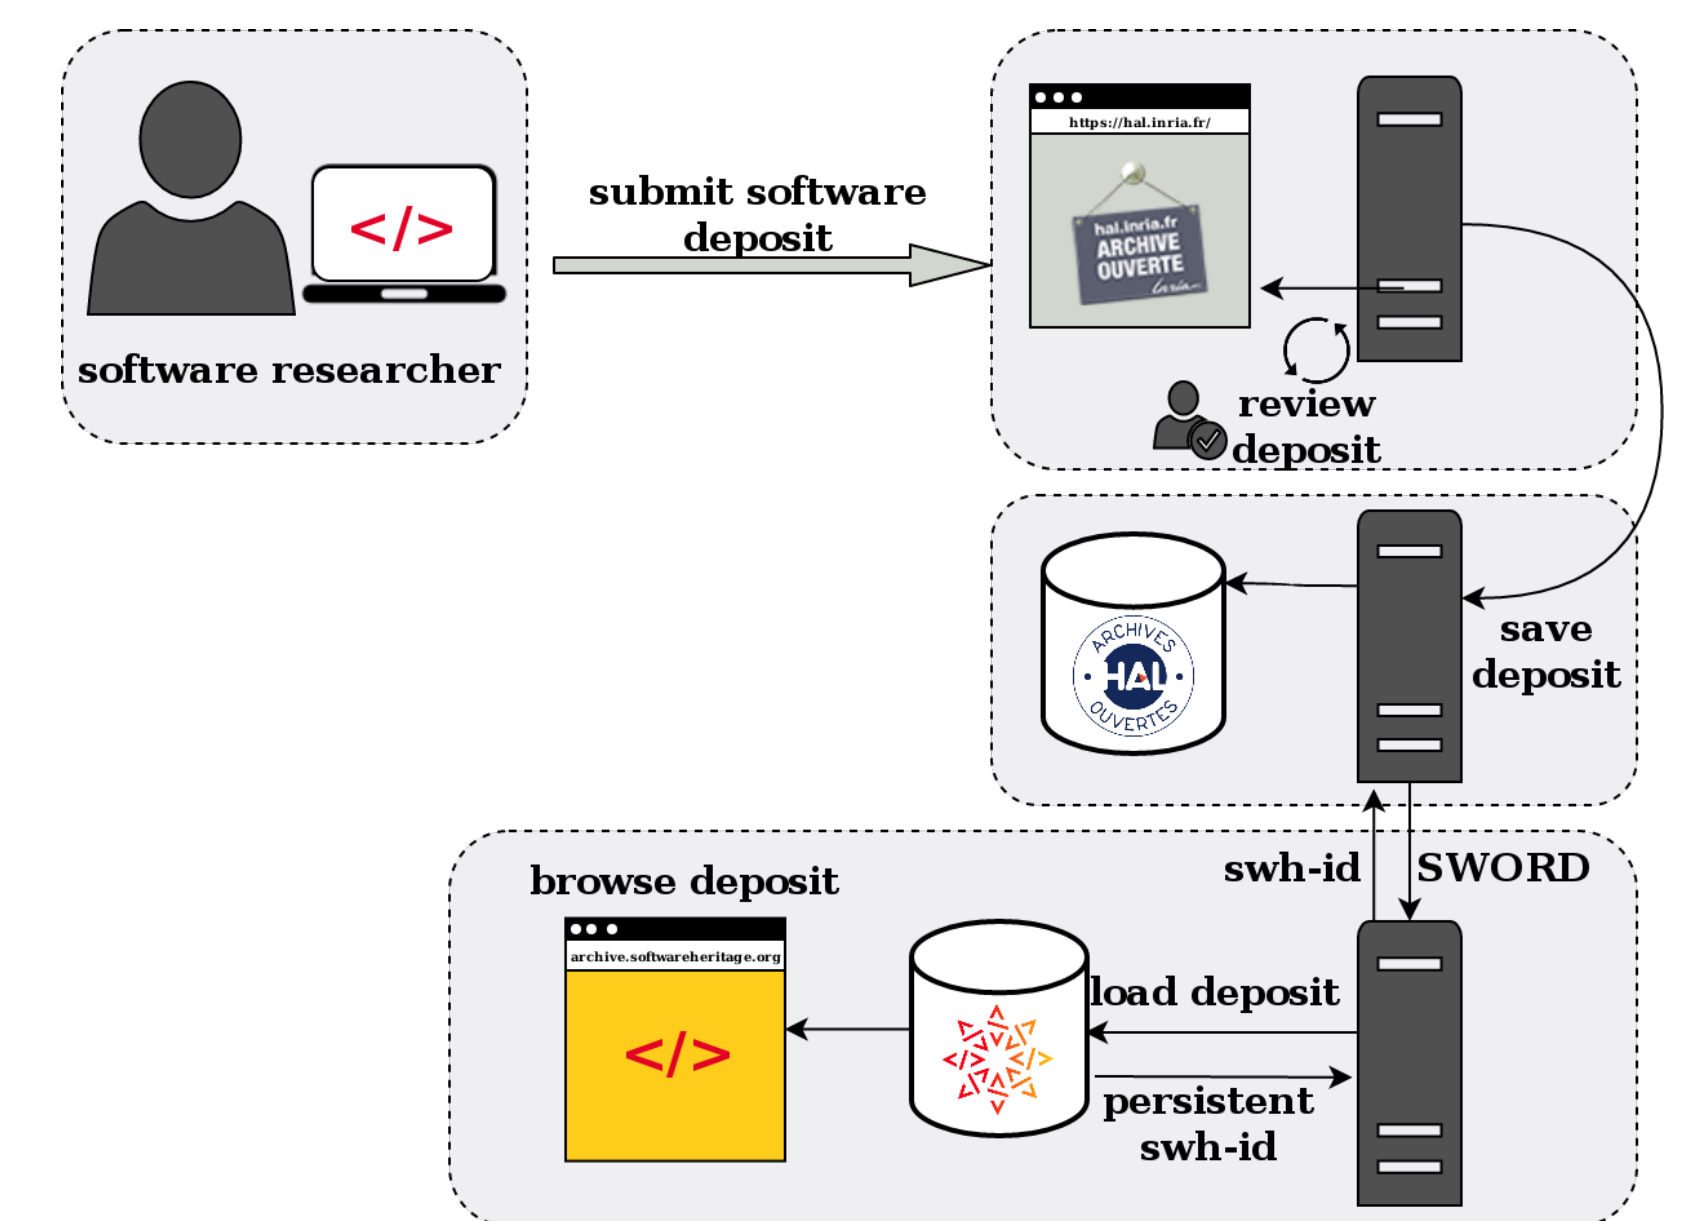 </>
software researcher
submit software
deposit
https://hal.inria.fr/
hal.inria.fr
ARCHIVE
OUVERTE
Inria
review
deposit
ARCHIVES
HAL
OUVERTES
save
deposit
swh-id
SWORD
browse deposit
archive.softwareheritage.org
</>
load deposit
persistent
swh-id